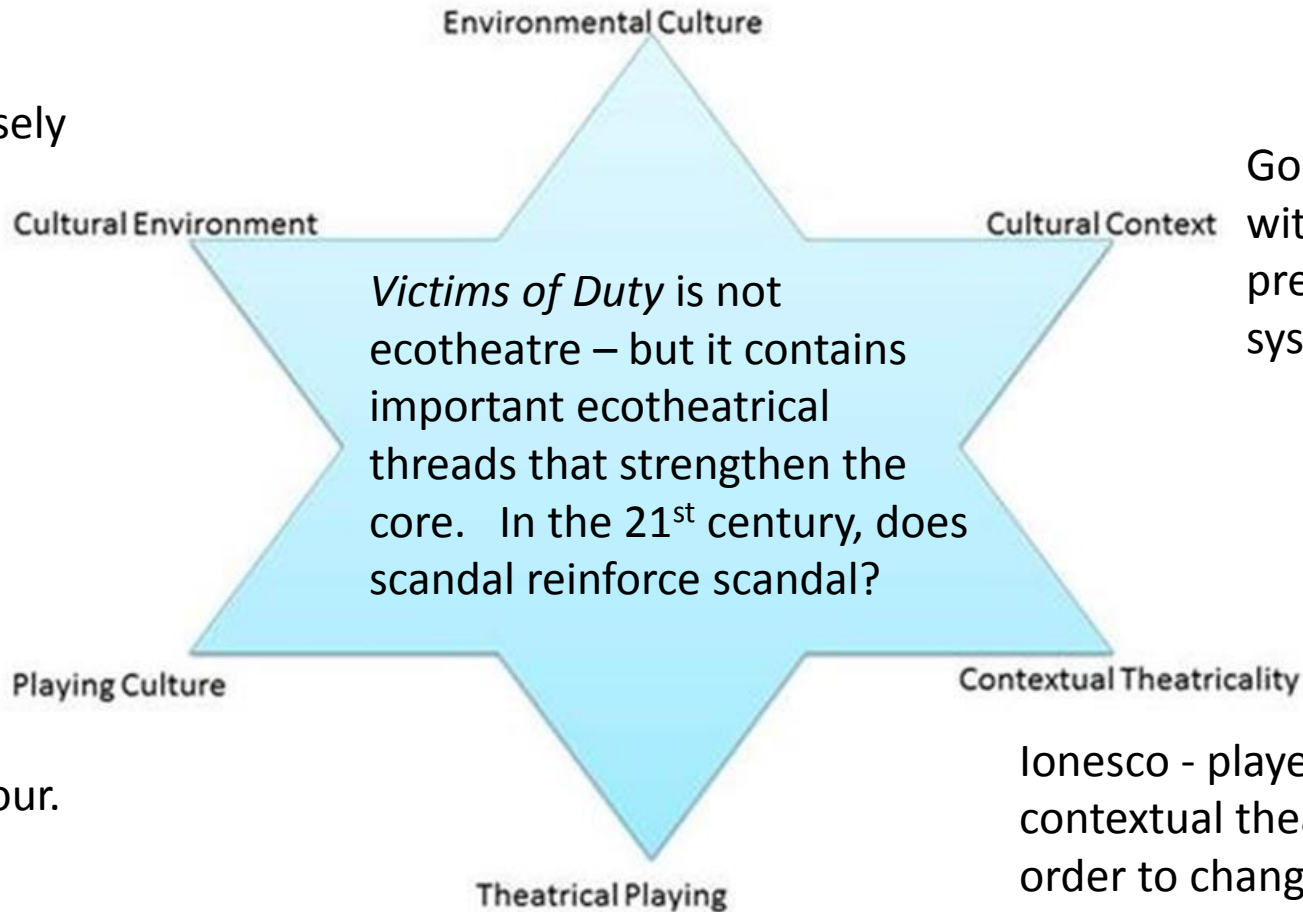 Environmental Culture
sely
Cultural Environment
Cultural Context
Victims of Duty is not
ecotheatre – but it contains
important ecotheatrical
threads that strengthen the
core. In the 21st century, does
scandal reinforce scandal?
Go
wit
pre
sys
Playing Culture
Contextual Theatricality
our.
Ionesco - playe
contextual thea
order to chang
Theatrical Playing